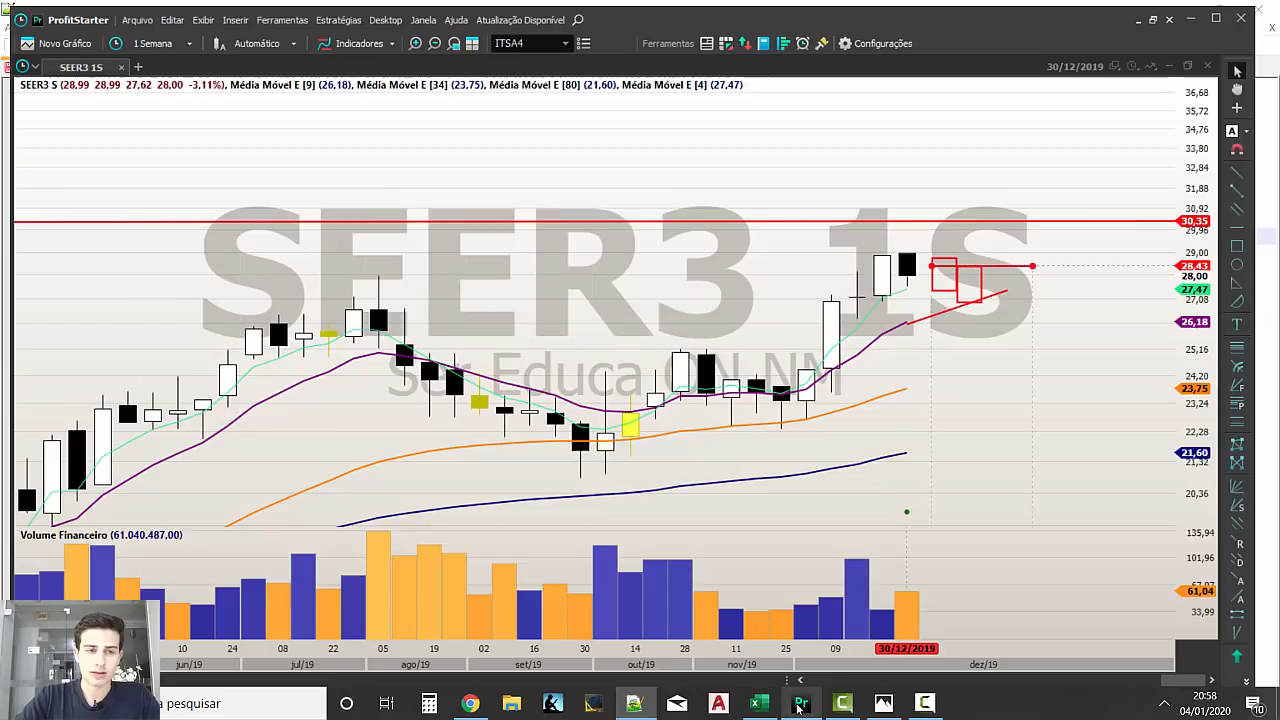 ProfitStarter Arquivo Editar Exibir Inserir Ferramentas Estratégias Desktop Janela Ajuda Atualização Disponível
Novo Gráfico 1 Semana Automático Indicadores ITSA4 Ferramentas Configurações
SEER3 1S 30/12/2019
SEER3 S (28,99 28,99 27,62 28,00 -3,11%), Média Móvel E [9] (26,18), Média Móvel E [34] (23,75), Média Móvel E [80] (21,60), Média Móvel E [4] (27,47)
36,68
35,72
34,76
33,80
32,84
31,88
30,92
30,35
29,96
29,00
28,43
28,00
27,47
27,08
26,18
25,16
24,20
23,75
23,24
22,28
21,60
21,32
20,36
SEER3 1S
Ser Educa ON NM
Volume Financeiro (61.040.487,00)
135,94
101,96
61,04
33,99
10 24 08 22 05 19 02 16 30 14 28 11 25 09 30/12/2019
jun/19 jul/19 ago/19 set/19 out/19 nov/19 dez/19
pesquisar
20:58
04/01/2020